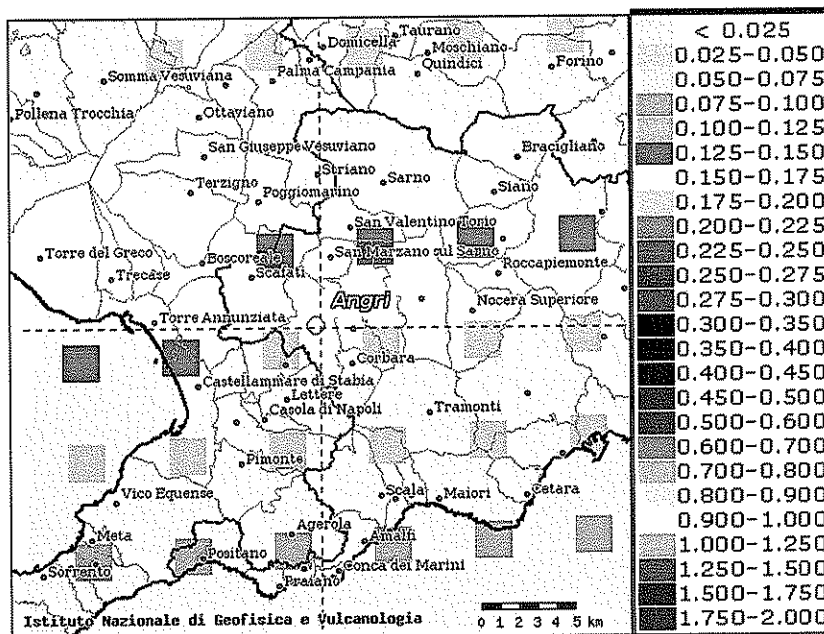 Taurano
Domicella
Moschiano
Quindici
Forino
Somma Vesuviana
Palma Campania
Pollena Trocchia
Ottaviano
San Giuseppe Vesuviano
Bracigliano
Striano
Sarno
Terzigno
Siano
Poggiomarino
San Valentino Torio
Torre del Greco
Boscoreale
San Marzano sul Sarno
Roccapiemonte
Trecase
Scafati
Angri
Nocera Superiore
Torre Annunziata
Corbara
Castellammare di Stabia
Lettere
Casola di Napoli
Tramonti
Pimonte
Vico Equense
Scala
Maiori
Cetara
Meta
Agerola
Amalfi
Positano
Sorrento
Conca dei Marini
Praiano
Istituto Nazionale di Geofisica e Vulcanologia
0 1 2 3 4 5 km
< 0.025
0.025-0.050
0.050-0.075
0.075-0.100
0.100-0.125
0.125-0.150
0.150-0.175
0.175-0.200
0.200-0.225
0.225-0.250
0.250-0.275
0.275-0.300
0.300-0.350
0.350-0.400
0.400-0.450
0.450-0.500
0.500-0.600
0.600-0.700
0.700-0.800
0.800-0.900
0.900-1.000
1.000-1.250
1.250-1.500
1.500-1.750
1.750-2.000